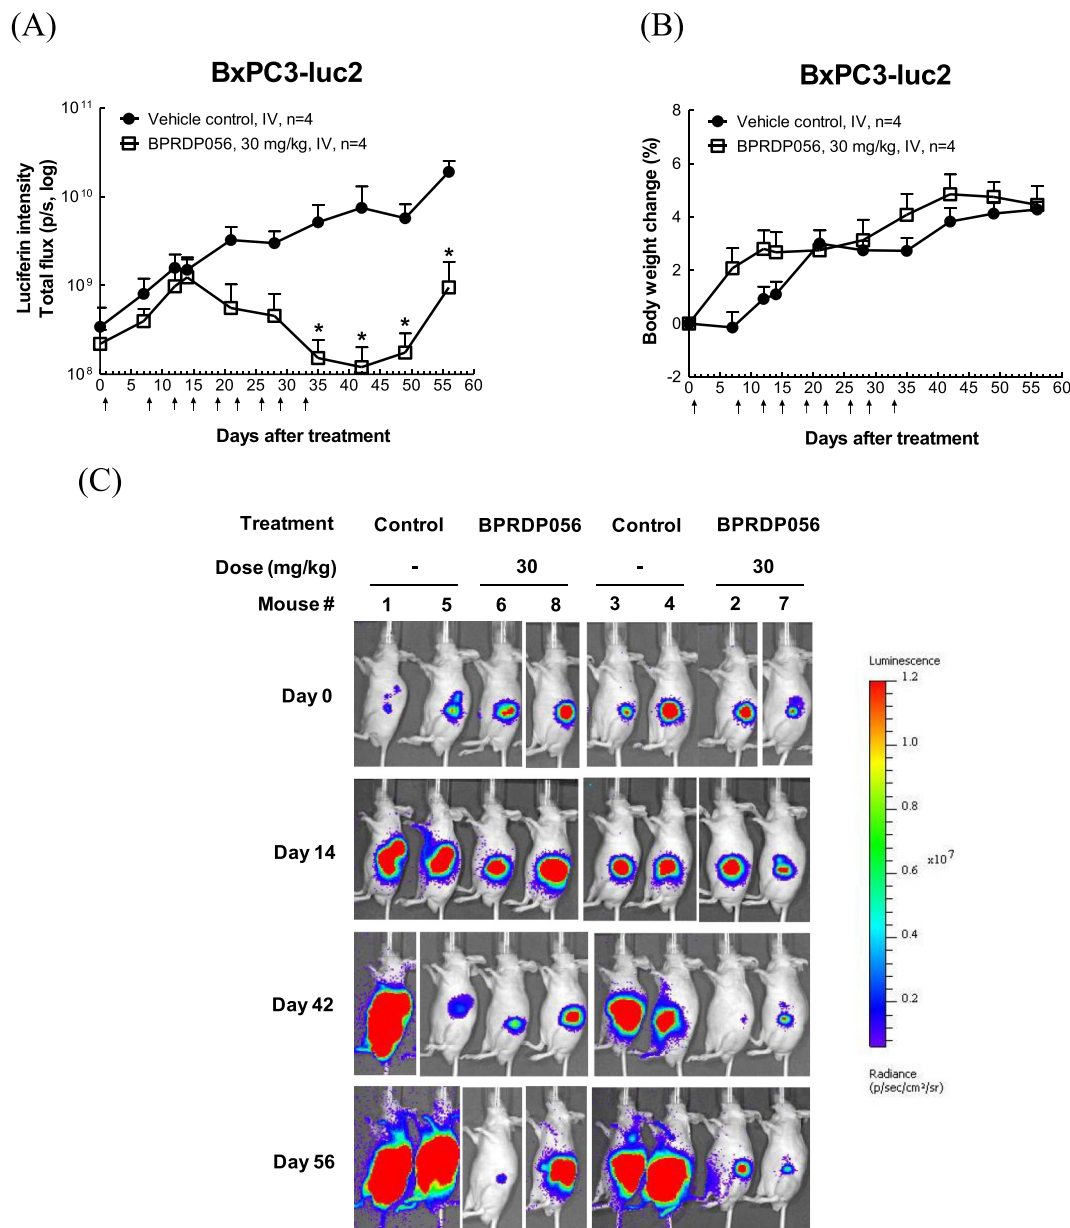 (A)
BxPC3-luc2
Vehicle control, IV, n=4
BPRDP056, 30 mg/kg, IV, n=4
Luciferin intensity
Total flux (p/s, log)
10^11
10^10
10^9
10^8
* * * *
0 5 10 15 20 25 30 35 40 45 50 55 60
Days after treatment
(B)
BxPC3-luc2
Vehicle control, IV, n=4
BPRDP056, 30 mg/kg, IV, n=4
Body weight change (%)
8
6
4
2
0
-2
0 5 10 15 20 25 30 35 40 45 50 55 60
Days after treatment
(C)
Treatment Control BPRDP056 Control BPRDP056
Dose (mg/kg) - 30 - 30
Mouse # 1 5 6 8 3 4 2 7
Day 0
Day 14
Day 42
Day 56
Luminescence
1.2
1.0
0.8
0.6
x10^7
0.4
0.2
Radiance
(p/sec/cm²/sr)